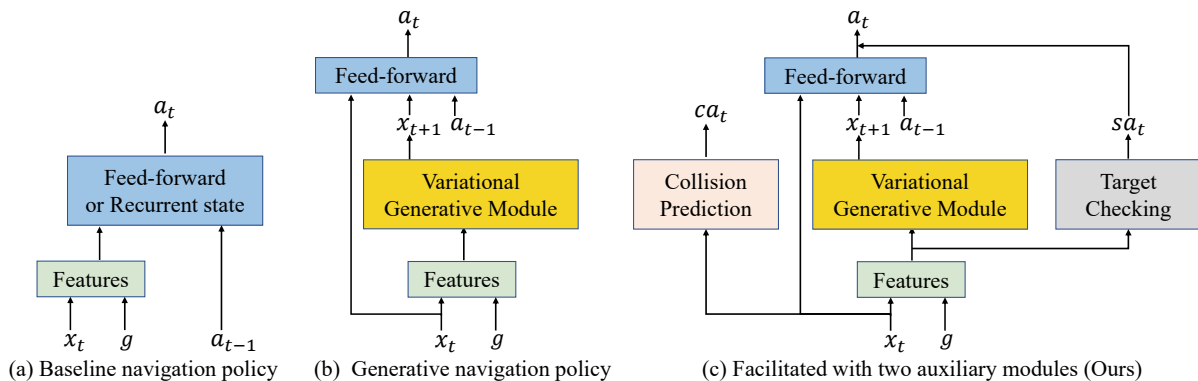 a_t
Feed-forward
or Recurrent state
Features
x_t g a_{t-1}
(a) Baseline navigation policy
a_t
Feed-forward
x_{t+1} a_{t-1}
Variational
Generative Module
Features
x_t g
(b) Generative navigation policy
a_t
Feed-forward
ca_t x_{t+1} a_{t-1} sa_t
Collision
Prediction
Variational
Generative Module
Target
Checking
Features
x_t g
(c) Facilitated with two auxiliary modules (Ours)